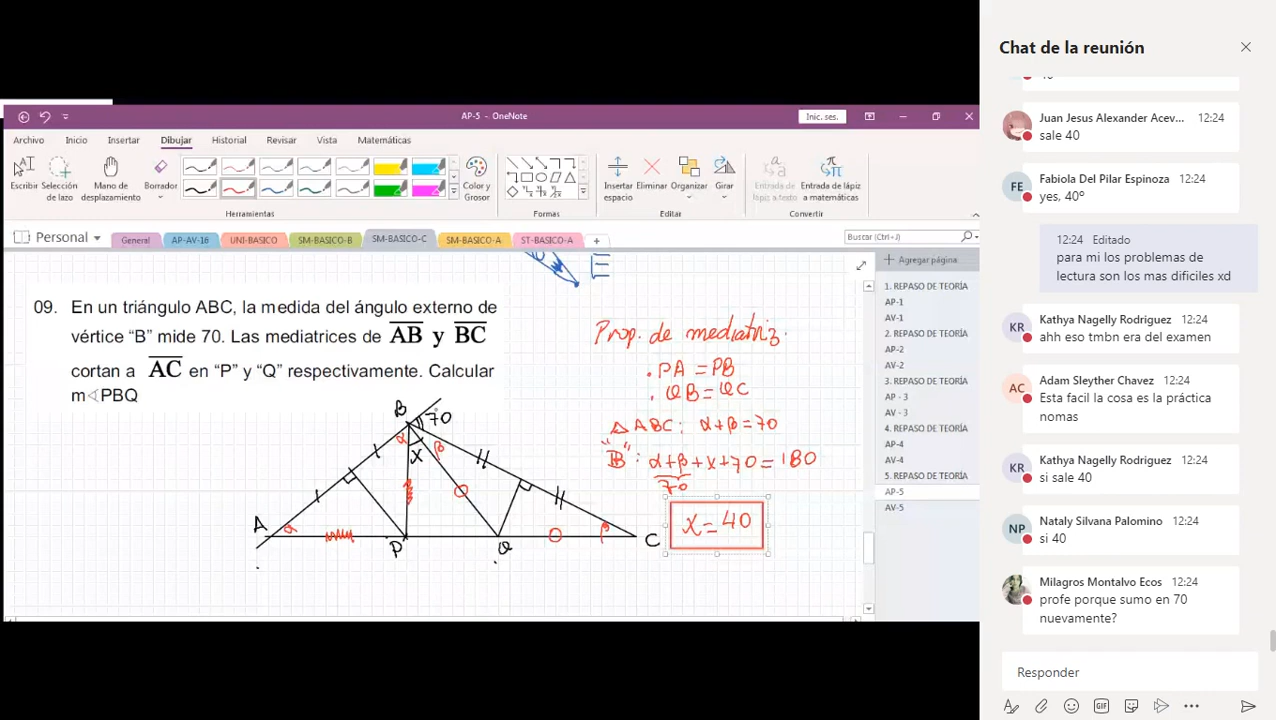 Chat de la reunión
Juan Jesus Alexander Acev... 12:24
sale 40
Fabiola Del Pilar Espinoza 12:24
FE
yes, 40º
12:24 Editado
para mi los problemas de
lectura son los mas dificiles xd
Kathya Nagelly Rodriguez 12:24
KR
ahh eso tmbn era del examen
Adam Sleyther Chavez 12:24
AC
Esta facil la cosa es la práctica
nomas
Kathya Nagelly Rodriguez 12:24
KR
si sale 40
Nataly Silvana Palomino 12:24
NP
si 40
Milagros Montalvo Ecos 12:24
profe porque sumo en 70
nuevamente?
Responder
GIF
AP-5 - OneNote
Inic. ses.
Archivo Inicio Insertar Dibujar Historial Revisar Vista Matemáticas
Escribir Selección de lazo Mano de desplazamiento Borrador Color y Grosor Insertar espacio Eliminar Organizar Girar Entrada de lápiz a texto Entrada de lápiz a matemáticas
Herramientas Formas Editar Convertir
Personal General AP-AV-16 UNI-BASICO SM-BASICO-B SM-BASICO-C SM-BASICO-A ST-BASICO-A + Buscar (Ctrl+J)
Agregar página
1. REPASO DE TEORÍA
AP-1
AV-1
2. REPASO DE TEORÍA
AP-2
AV-2
3. REPASO DE TEORÍA
AP - 3
AV - 3
4. REPASO DE TEORÍA
AP-4
AV-4
5. REPASO DE TEORÍA
AP-5
AV-5
09. En un triángulo ABC, la medida del ángulo externo de
vértice “B” mide 70. Las mediatrices de AB y BC
cortan a AC en “P” y “Q” respectivamente. Calcular
m∢PBQ
B 70
α x β
A α P Q β C
Prop. de mediatriz.
. PA = PB
. QB = QC
△ ABC: α+β=70
"B": α+β+x+70=180
70
x=40